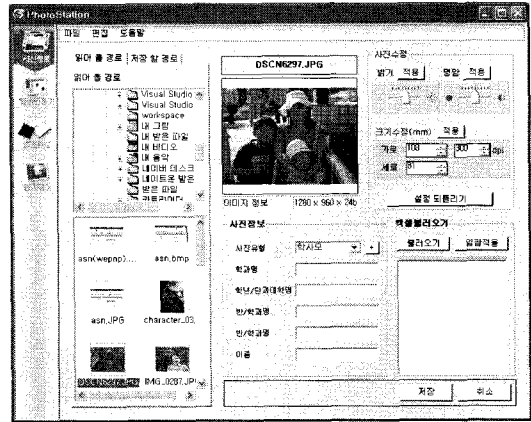 PhotoStation
파일 편집 도움말
읽어 올 경로 저장 할 경로
읽어 올 경로
Visual Studio
Visual Studio
workspace
내 그림
내 받은 파일
내 비디오
내 음악
네이버 데스크
네이트온 받은
받은 파일
asn(wepnp)....
asn.bmp
asn.JPG
character_03,
IMG_0287.JP
DSCN6297.JPG
이미지 정보 1280 x 960 x 24b
사진정보
사진유형 학사모 +
학과명
학년/단과대학명
반/학과명
반/학과명
이름
사진수정
밝기 적용 명암 적용
크기수정(mm) 적용
가로 108 300 dpi
세로 81
설정 되돌리기
엑셀불러오기
불러오기 일괄적용
저장 취소